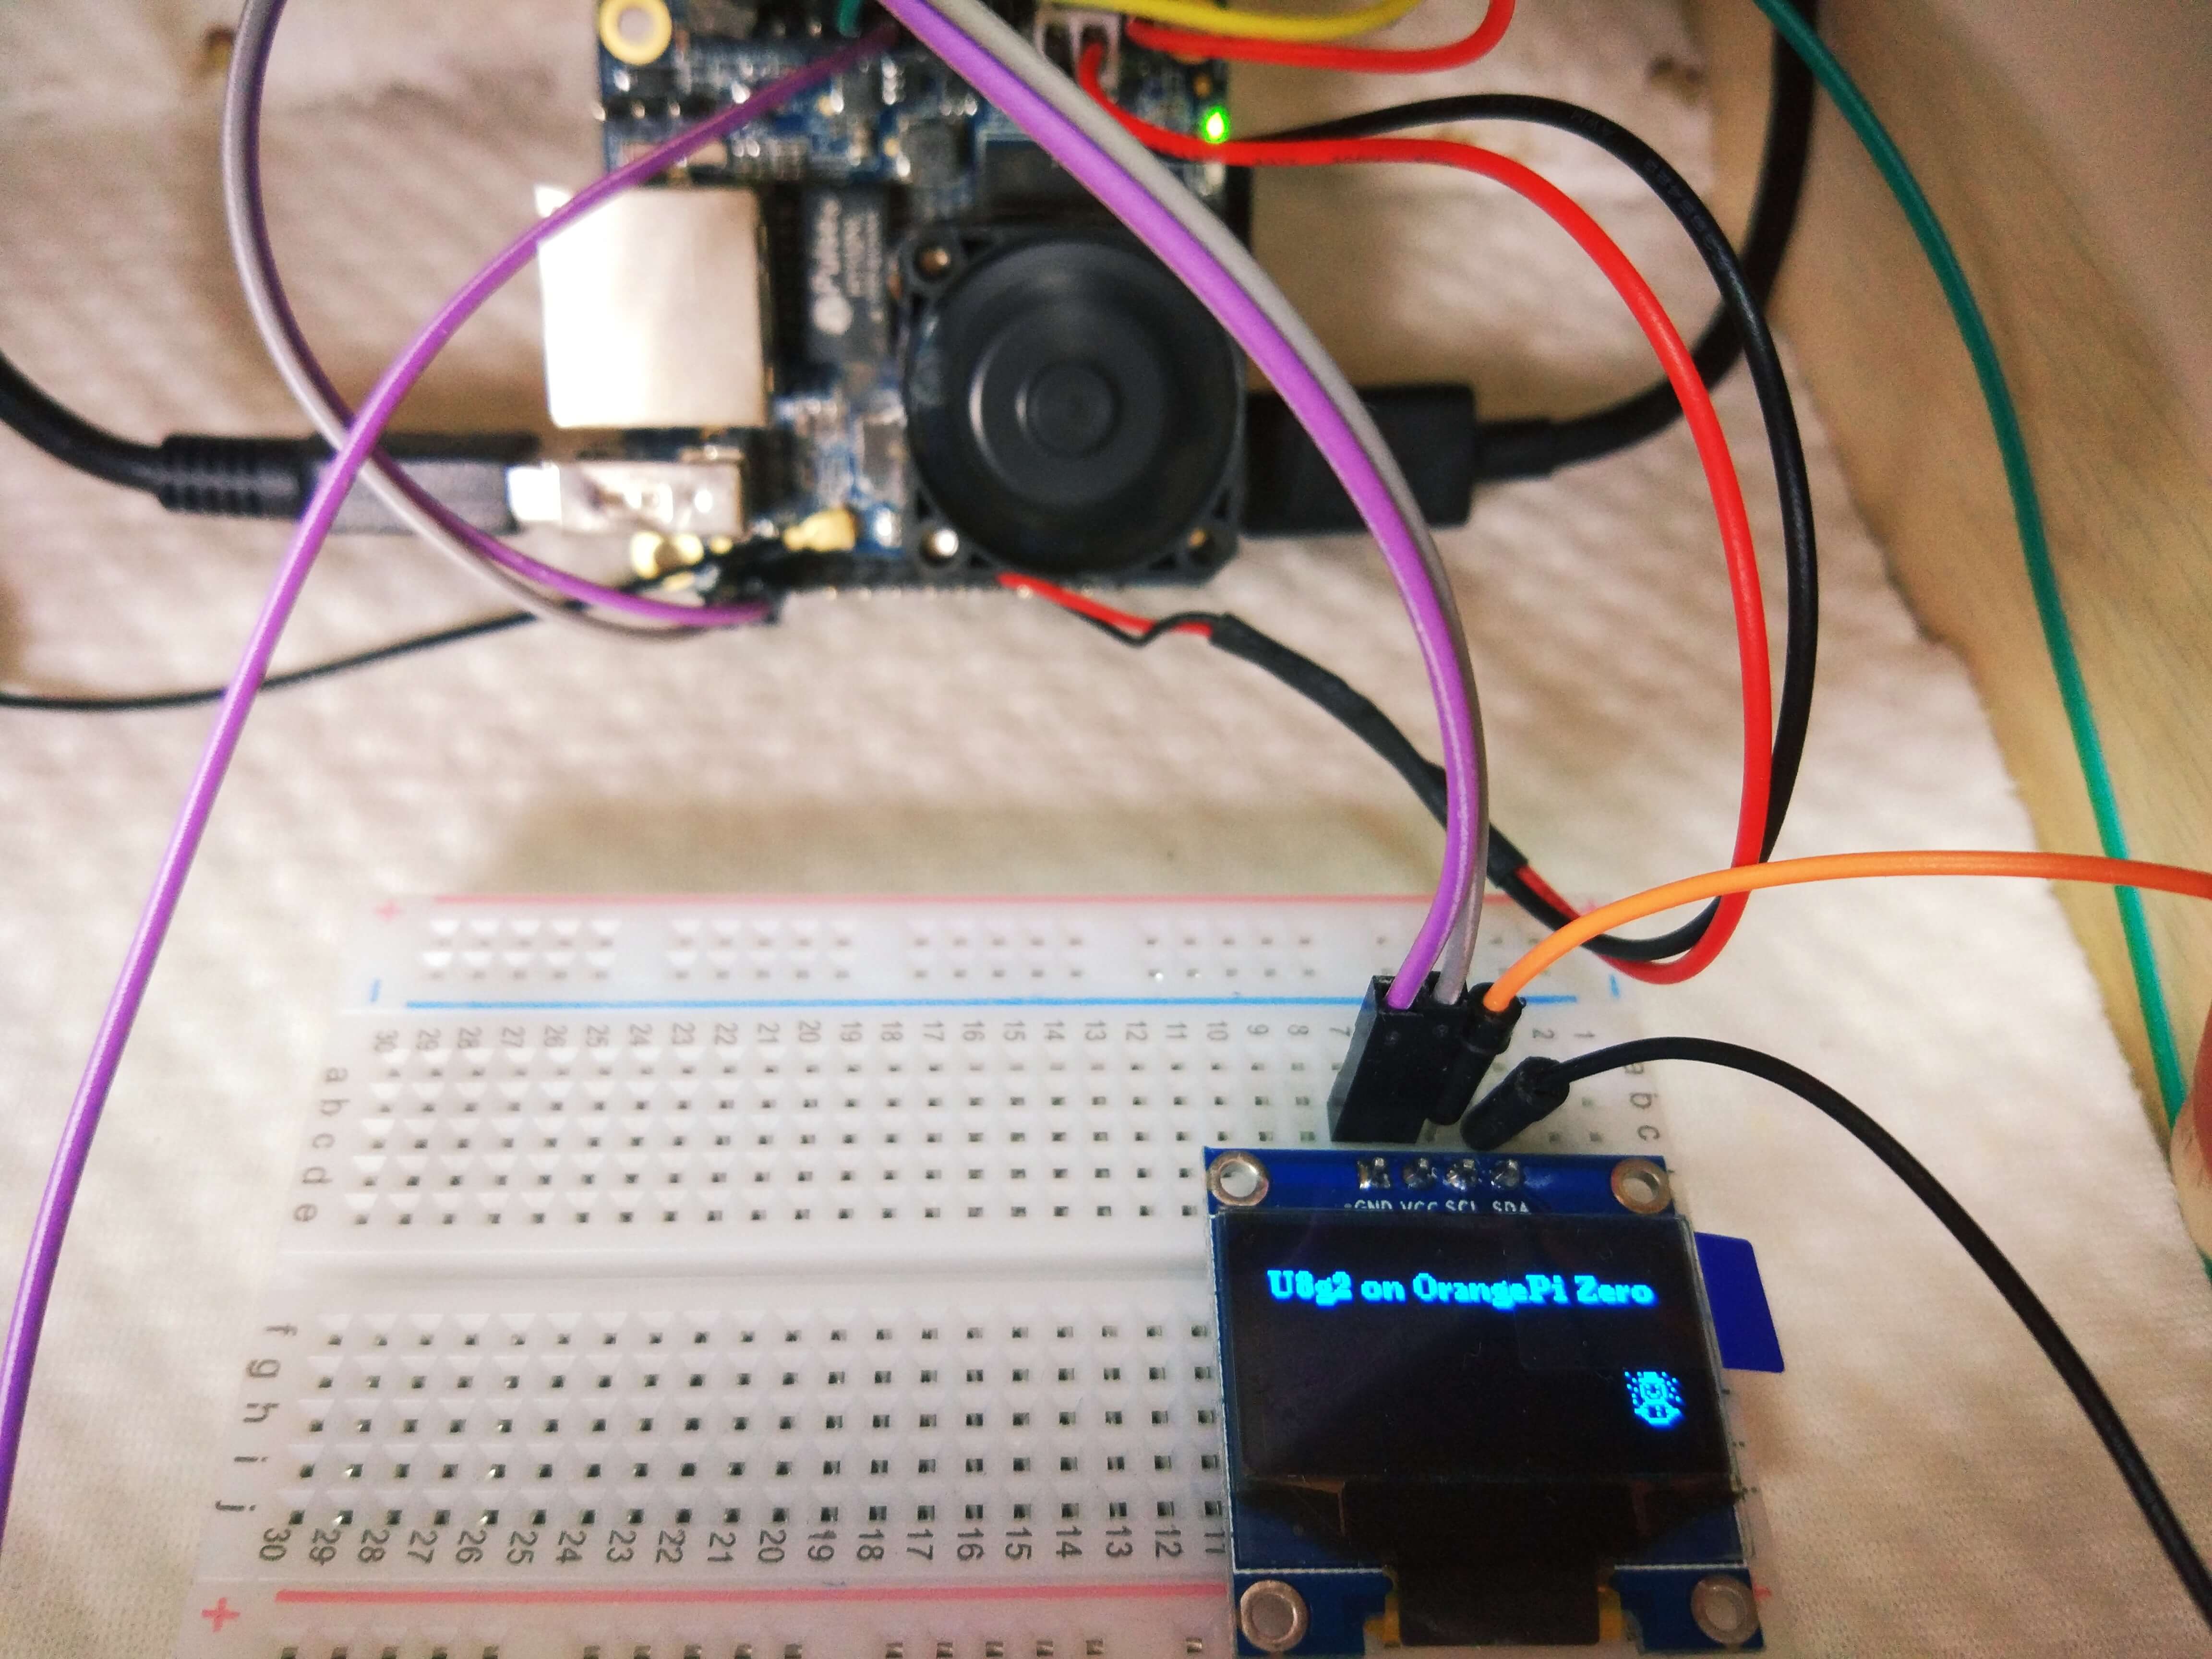 +
-
30 29 28 27 26 25 24 23 22 21 20 19 18 17 16 15 14 13 12 11 10 9 8 7 2 1
a a
b b
c c
d
e
GND VCC SCL SDA
U8g2 on OrangePi Zero
f
g
h
i
j
30 29 28 27 26 25 24 23 22 21 20 19 18 17 16 15 14 13 12 11
+